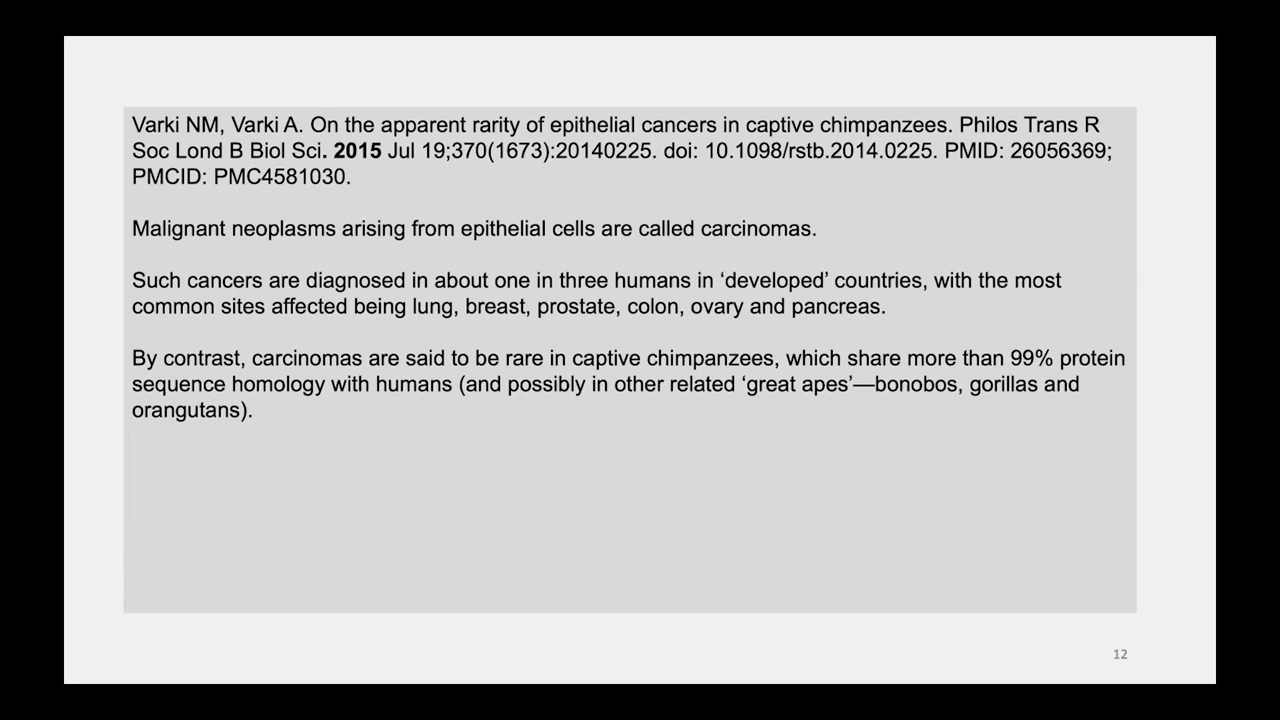 Varki NM, Varki A. On the apparent rarity of epithelial cancers in captive chimpanzees. Philos Trans R
Soc Lond B Biol Sci. 2015 Jul 19;370(1673):20140225. doi: 10.1098/rstb.2014.0225. PMID: 26056369;
PMCID: PMC4581030.
Malignant neoplasms arising from epithelial cells are called carcinomas.
Such cancers are diagnosed in about one in three humans in ‘developed’ countries, with the most
common sites affected being lung, breast, prostate, colon, ovary and pancreas.
By contrast, carcinomas are said to be rare in captive chimpanzees, which share more than 99% protein
sequence homology with humans (and possibly in other related ‘great apes’—bonobos, gorillas and
orangutans).
12